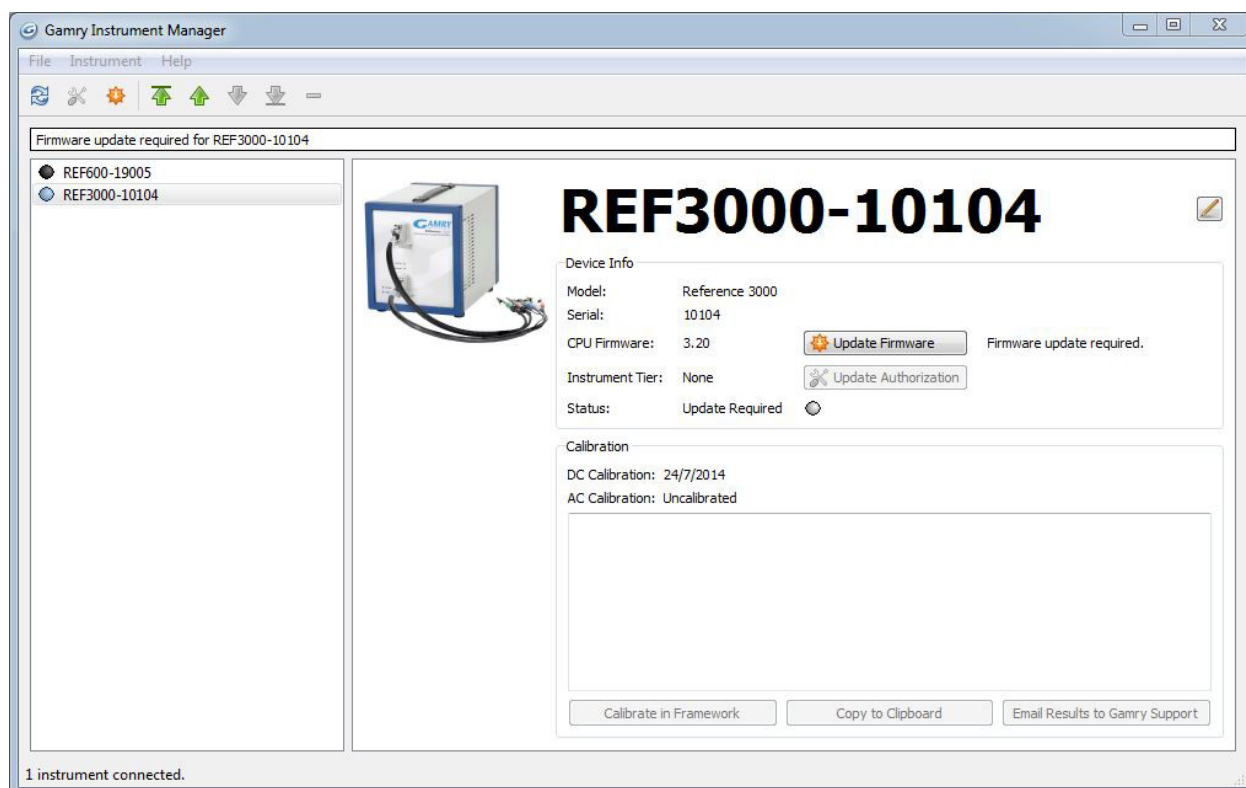 Gamry Instrument Manager
File Instrument Help
Firmware update required for REF3000-10104
REF600-19005
REF3000-10104
GAMRY
REF3000-10104
Device Info
Model: Reference 3000
Serial: 10104
CPU Firmware: 3.20 Update Firmware Firmware update required.
Instrument Tier: None Update Authorization
Status: Update Required
Calibration
DC Calibration: 24/7/2014
AC Calibration: Uncalibrated
Calibrate in Framework Copy to Clipboard Email Results to Gamry Support
1 instrument connected.